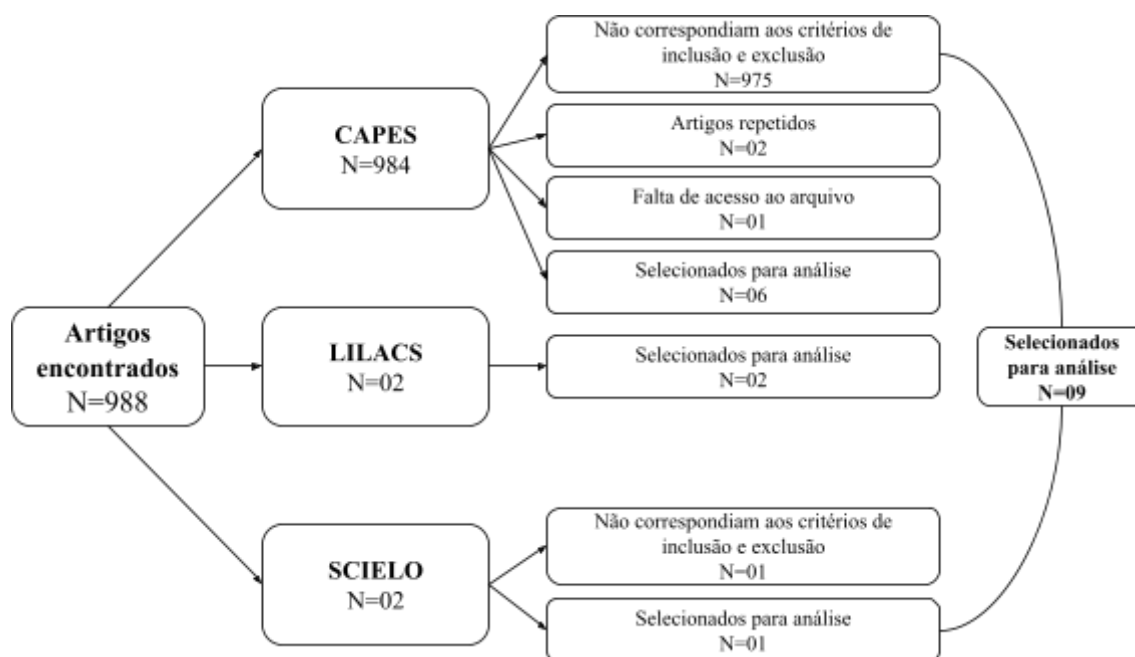 Não correspondiam aos critérios de
inclusão e exclusão
N=975
CAPES
N=984
Artigos repetidos
N=02
Falta de acesso ao arquivo
N=01
Selecionados para análise
N=06
Artigos
encontrados
N=988
LILACS
N=02
Selecionados para análise
N=02
Selecionados
para análise
N=09
Não correspondiam aos critérios de
inclusão e exclusão
N=01
SCIELO
N=02
Selecionados para análise
N=01